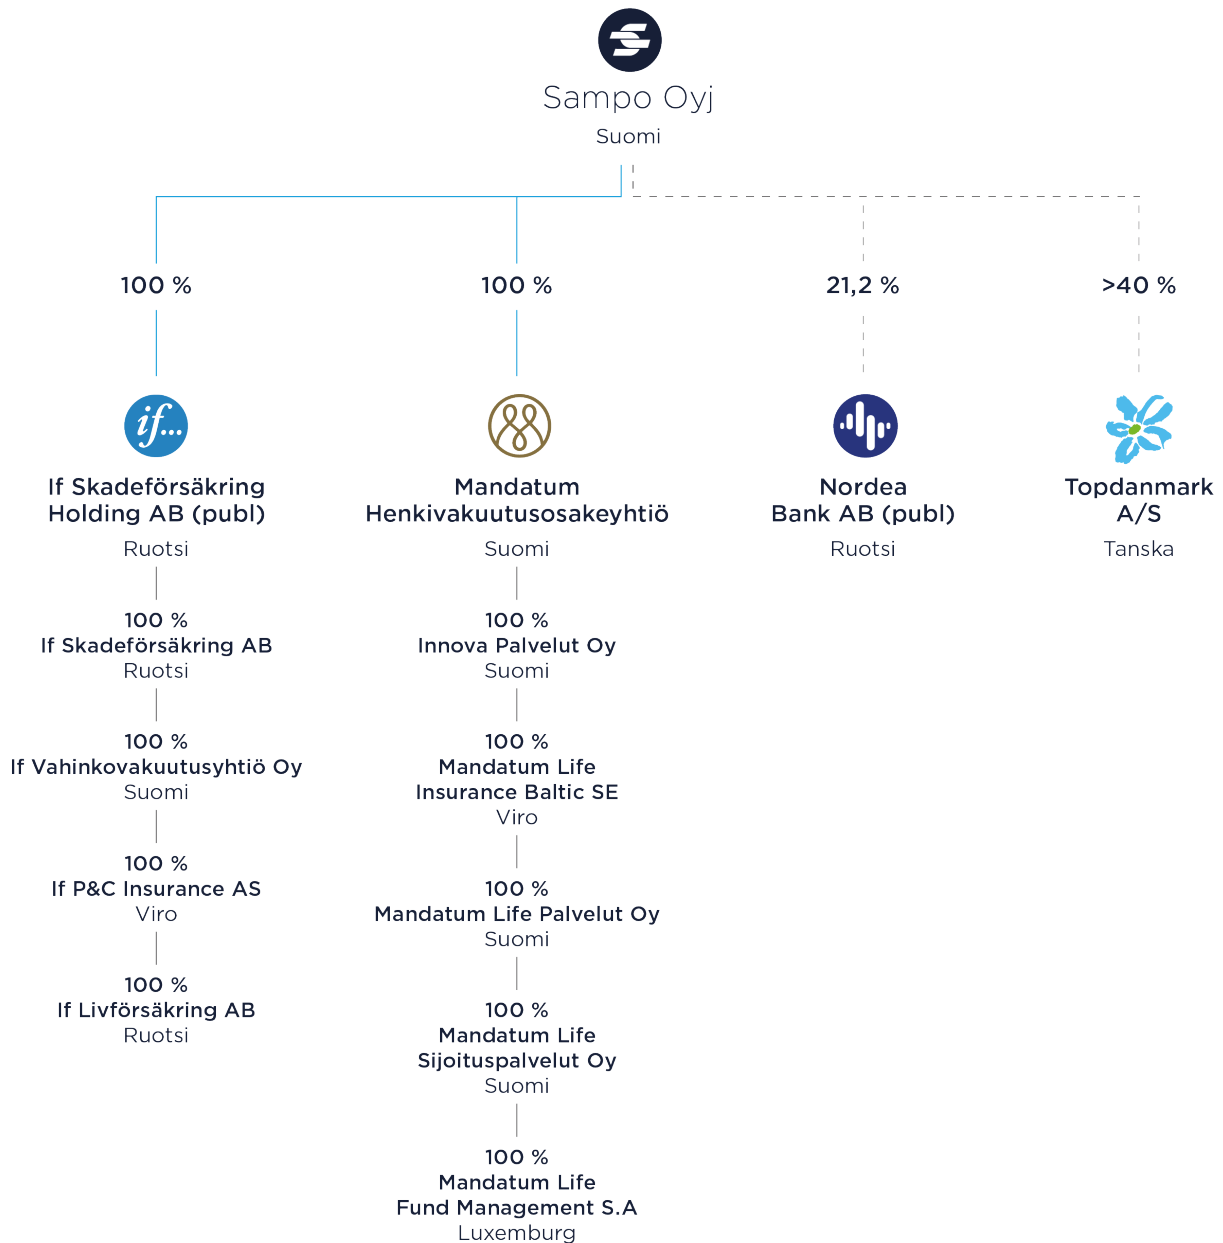 Sampo Oyj
Suomi
100 %
100 %
21,2 %
>40 %
if...
If Skadeförsäkring
Holding AB (publ)
Ruotsi
100 %
If Skadeförsäkring AB
Ruotsi
100 %
If Vahinkovakuutusyhtiö Oy
Suomi
100 %
If P&C Insurance AS
Viro
100 %
If Livförsäkring AB
Ruotsi
Mandatum
Henkivakuutusosakeyhtiö
Suomi
100 %
Innova Palvelut Oy
Suomi
100 %
Mandatum Life
Insurance Baltic SE
Viro
100 %
Mandatum Life Palvelut Oy
Suomi
100 %
Mandatum Life
Sijoituspalvelut Oy
Suomi
100 %
Mandatum Life
Fund Management S.A
Luxemburg
Nordea
Bank AB (publ)
Ruotsi
Topdanmark
A/S
Tanska